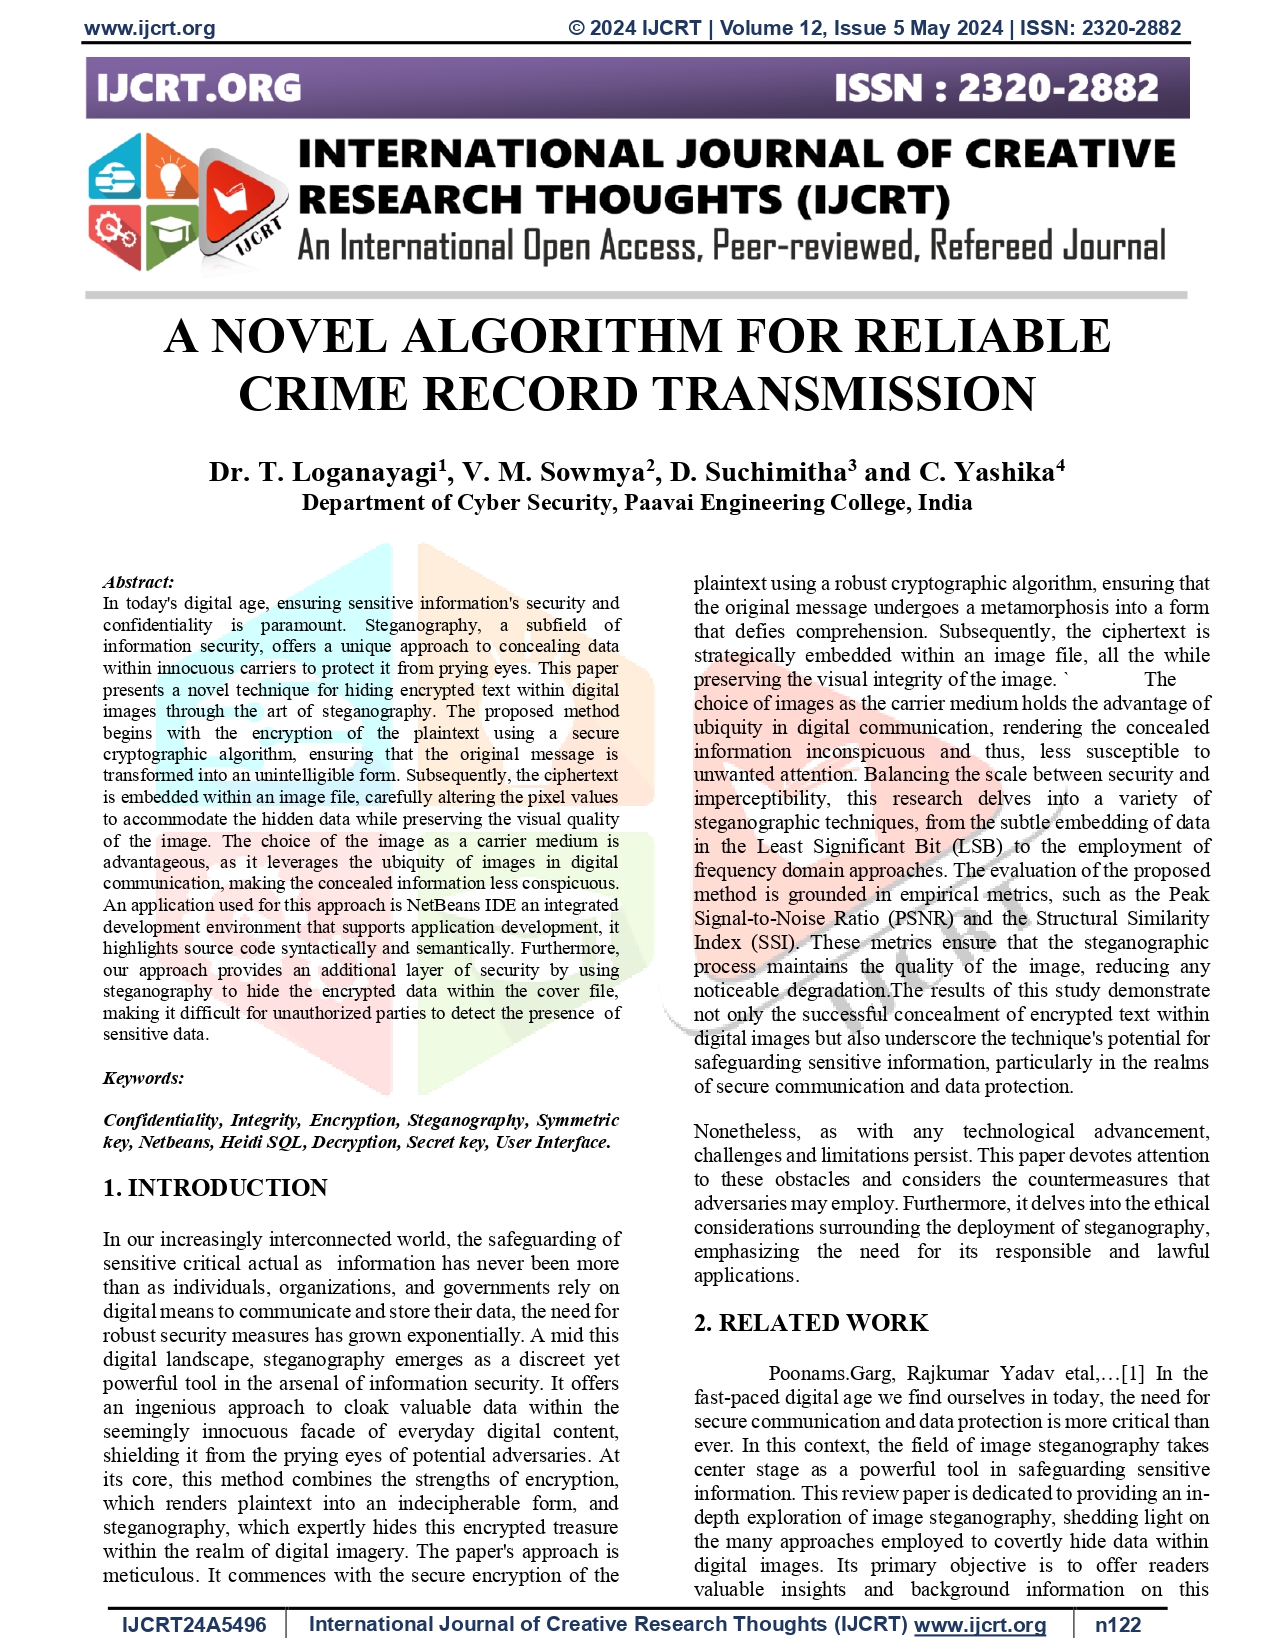 www.ijcrt.org © 2024 IJCRT | Volume 12, Issue 5 May 2024 | ISSN: 2320-2882
IJCRT.ORG ISSN : 2320-2882
INTERNATIONAL JOURNAL OF CREATIVE
RESEARCH THOUGHTS (IJCRT)
An International Open Access, Peer-reviewed, Refereed Journal
IJCRT
A NOVEL ALGORITHM FOR RELIABLE
CRIME RECORD TRANSMISSION
Dr. T. Loganayagi1, V. M. Sowmya2, D. Suchimitha3 and C. Yashika4
Department of Cyber Security, Paavai Engineering College, India
Abstract:
In today's digital age, ensuring sensitive information's security and
confidentiality is paramount. Steganography, a subfield of
information security, offers a unique approach to concealing data
within innocuous carriers to protect it from prying eyes. This paper
presents a novel technique for hiding encrypted text within digital
images through the art of steganography. The proposed method
begins with the encryption of the plaintext using a secure
cryptographic algorithm, ensuring that the original message is
transformed into an unintelligible form. Subsequently, the ciphertext
is embedded within an image file, carefully altering the pixel values
to accommodate the hidden data while preserving the visual quality
of the image. The choice of the image as a carrier medium is
advantageous, as it leverages the ubiquity of images in digital
communication, making the concealed information less conspicuous.
An application used for this approach is NetBeans IDE an integrated
development environment that supports application development, it
highlights source code syntactically and semantically. Furthermore,
our approach provides an additional layer of security by using
steganography to hide the encrypted data within the cover file,
making it difficult for unauthorized parties to detect the presence of
sensitive data.
Keywords:
Confidentiality, Integrity, Encryption, Steganography, Symmetric
key, Netbeans, Heidi SQL, Decryption, Secret key, User Interface.
1. INTRODUCTION
In our increasingly interconnected world, the safeguarding of
sensitive critical actual as information has never been more
than as individuals, organizations, and governments rely on
digital means to communicate and store their data, the need for
robust security measures has grown exponentially. A mid this
digital landscape, steganography emerges as a discreet yet
powerful tool in the arsenal of information security. It offers
an ingenious approach to cloak valuable data within the
seemingly innocuous facade of everyday digital content,
shielding it from the prying eyes of potential adversaries. At
its core, this method combines the strengths of encryption,
which renders plaintext into an indecipherable form, and
steganography, which expertly hides this encrypted treasure
within the realm of digital imagery. The paper's approach is
meticulous. It commences with the secure encryption of the
plaintext using a robust cryptographic algorithm, ensuring that
the original message undergoes a metamorphosis into a form
that defies comprehension. Subsequently, the ciphertext is
strategically embedded within an image file, all the while
preserving the visual integrity of the image. ` The
choice of images as the carrier medium holds the advantage of
ubiquity in digital communication, rendering the concealed
information inconspicuous and thus, less susceptible to
unwanted attention. Balancing the scale between security and
imperceptibility, this research delves into a variety of
steganographic techniques, from the subtle embedding of data
in the Least Significant Bit (LSB) to the employment of
frequency domain approaches. The evaluation of the proposed
method is grounded in empirical metrics, such as the Peak
Signal-to-Noise Ratio (PSNR) and the Structural Similarity
Index (SSI). These metrics ensure that the steganographic
process maintains the quality of the image, reducing any
noticeable degradation.The results of this study demonstrate
not only the successful concealment of encrypted text within
digital images but also underscore the technique's potential for
safeguarding sensitive information, particularly in the realms
of secure communication and data protection.
Nonetheless, as with any technological advancement,
challenges and limitations persist. This paper devotes attention
to these obstacles and considers the countermeasures that
adversaries may employ. Furthermore, it delves into the ethical
considerations surrounding the deployment of steganography,
emphasizing the need for its responsible and lawful
applications.
2. RELATED WORK
Poonams.Garg, Rajkumar Yadav etal,…[1] In the
fast-paced digital age we find ourselves in today, the need for
secure communication and data protection is more critical than
ever. In this context, the field of image steganography takes
center stage as a powerful tool in safeguarding sensitive
information. This review paper is dedicated to providing an in-
depth exploration of image steganography, shedding light on
the many approaches employed to covertly hide data within
digital images. Its primary objective is to offer readers
valuable insights and background information on this
IJCRT
IJCRT24A5496 International Journal of Creative Research Thoughts (IJCRT) www.ijcrt.org n122